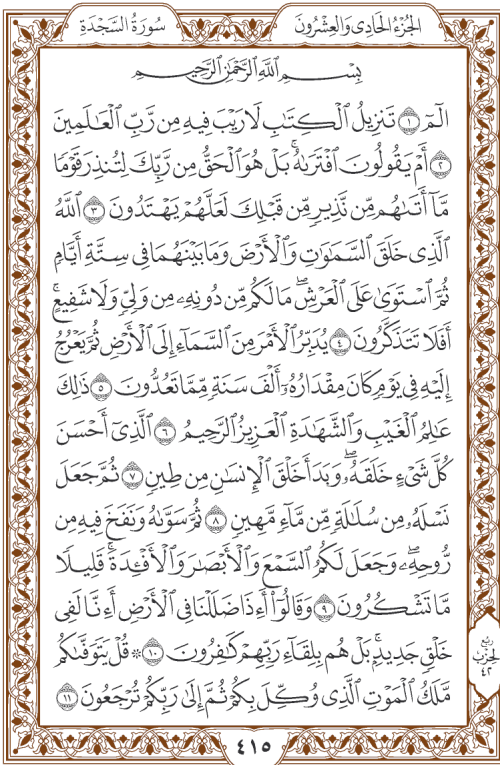 الجُزْءُ الحَادِي وَالعِشْرُونَ
سُورَةُ السَّجْدَةِ
بِسْمِ اللَّهِ الرَّحْمَٰنِ الرَّحِيمِ
الٓمٓ ١ تَنزِيلُ ٱلْكِتَٰبِ لَا رَيْبَ فِيهِ مِن رَّبِّ ٱلْعَٰلَمِينَ
٢ أَمْ يَقُولُونَ ٱفْتَرَىٰهُ ۚ بَلْ هُوَ ٱلْحَقُّ مِن رَّبِّكَ لِتُنذِرَ قَوْمًا
مَّآ أَتَىٰهُم مِّن نَّذِيرٍ مِّن قَبْلِكَ لَعَلَّهُمْ يَهْتَدُونَ ٣ ٱللَّهُ
ٱلَّذِى خَلَقَ ٱلسَّمَٰوَٰتِ وَٱلْأَرْضَ وَمَا بَيْنَهُمَا فِى سِتَّةِ أَيَّامٍ
ثُمَّ ٱسْتَوَىٰ عَلَى ٱلْعَرْشِ ۖ مَا لَكُم مِّن دُونِهِۦ مِن وَلِىٍّ وَلَا شَفِيعٍ ۚ
أَفَلَا تَتَذَكَّرُونَ ٤ يُدَبِّرُ ٱلْأَمْرَ مِنَ ٱلسَّمَآءِ إِلَى ٱلْأَرْضِ ثُمَّ يَعْرُجُ
إِلَيْهِ فِى يَوْمٍ كَانَ مِقْدَارُهُۥٓ أَلْفَ سَنَةٍ مِّمَّا تَعُدُّونَ ٥ ذَٰلِكَ
عَٰلِمُ ٱلْغَيْبِ وَٱلشَّهَٰدَةِ ٱلْعَزِيزُ ٱلرَّحِيمُ ٦ ٱلَّذِىٓ أَحْسَنَ
كُلَّ شَىْءٍ خَلَقَهُۥ ۖ وَبَدَأَ خَلْقَ ٱلْإِنسَٰنِ مِن طِينٍ ٧ ثُمَّ جَعَلَ
نَسْلَهُۥ مِن سُلَٰلَةٍ مِّن مَّآءٍ مَّهِينٍ ٨ ثُمَّ سَوَّىٰهُ وَنَفَخَ فِيهِ مِن
رُّوحِهِۦ ۖ وَجَعَلَ لَكُمُ ٱلسَّمْعَ وَٱلْأَبْصَٰرَ وَٱلْأَفْـِٔدَةَ ۚ قَلِيلًا
مَّا تَشْكُرُونَ ٩ وَقَالُوٓا۟ أَءِذَا ضَلَلْنَا فِى ٱلْأَرْضِ أَءِنَّا لَفِى
خَلْقٍ جَدِيدٍۭ ۚ بَلْ هُم بِلِقَآءِ رَبِّهِمْ كَٰفِرُونَ ١٠ ۞ قُلْ يَتَوَفَّىٰكُم
مَّلَكُ ٱلْمَوْتِ ٱلَّذِى وُكِّلَ بِكُمْ ثُمَّ إِلَىٰ رَبِّكُمْ تُرْجَعُونَ ١١
ربع
الحزب
٤٢
٤١٥